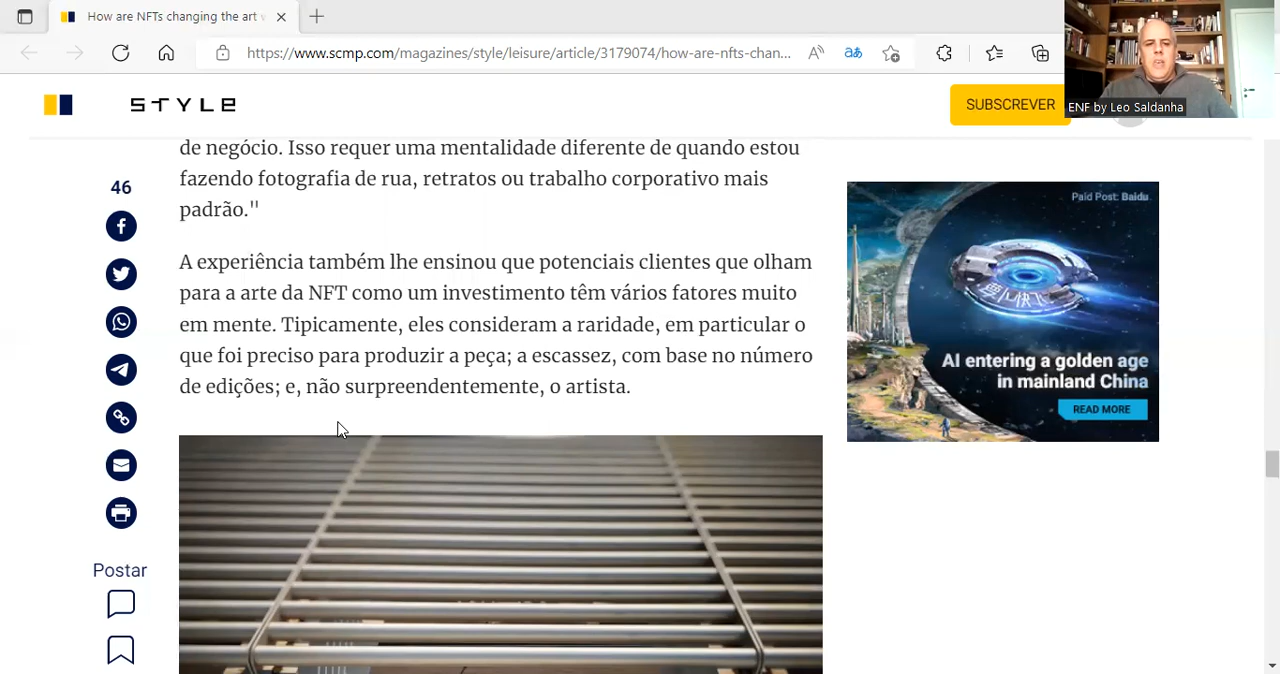 How are NFTs changing the art
https://www.scmp.com/magazines/style/leisure/article/3179074/how-are-nfts-chan...
ENF by Leo Saldanha
STYLE
SUBSCREVER
de negócio. Isso requer uma mentalidade diferente de quando estou
fazendo fotografia de rua, retratos ou trabalho corporativo mais
padrão."
A experiência também lhe ensinou que potenciais clientes que olham
para a arte da NFT como um investimento têm vários fatores muito
em mente. Tipicamente, eles consideram a raridade, em particular o
que foi preciso para produzir a peça; a escassez, com base no número
de edições; e, não surpreendentemente, o artista.
46
Postar
Paid Post: Baidu
AI entering a golden age
in mainland China
READ MORE